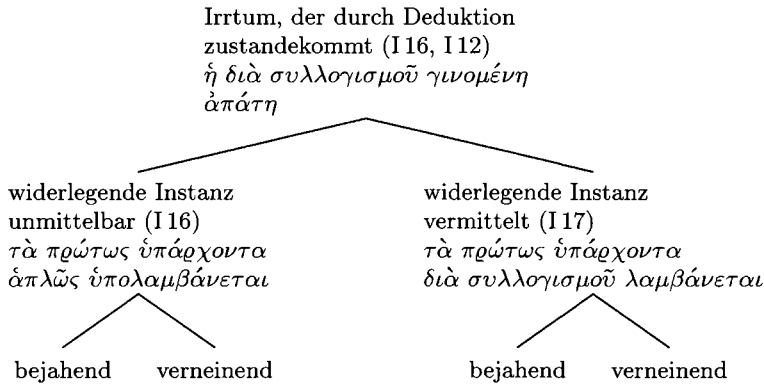 Irrtum, der durch Deduktion
zustandekommt (I 16, I 12)
ἡ διὰ συλλογισμοῦ γινομένη
ἀπάτη
widerlegende Instanz
unmittelbar (I 16)
τὰ πρώτως ὑπάρχοντα
ἁπλῶς ὑπολαμβάνεται
widerlegende Instanz
vermittelt (I 17)
τὰ πρώτως ὑπάρχοντα
διὰ συλλογισμοῦ λαμβάνεται
bejahend verneinend bejahend verneinend